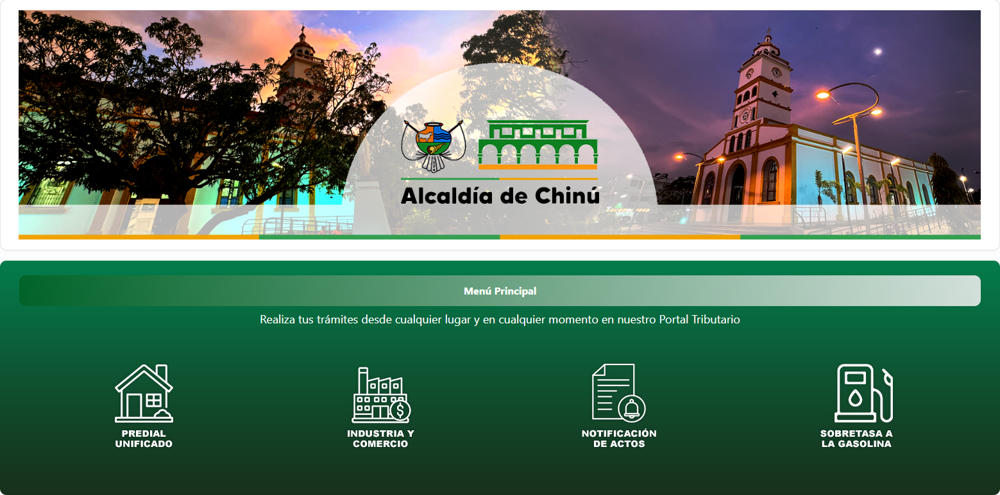 Alcaldía de Chinú
Menú Principal
Realiza tus trámites desde cualquier lugar y en cualquier momento en nuestro Portal Tributario
PREDIAL
UNIFICADO
INDUSTRIA Y
COMERCIO
NOTIFICACIÓN
DE ACTOS
SOBRETASA A
LA GASOLINA